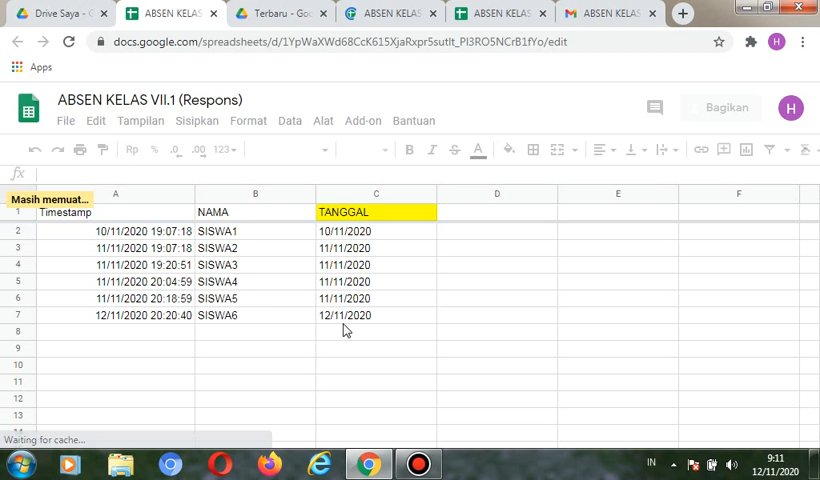 Drive Saya - Go
ABSEN KELAS
Terbaru - Goo
ABSEN KELAS
ABSEN KELAS
ABSEN KELAS
docs.google.com/spreadsheets/d/1YpWaXWd68CcK615XjaRxpr5sutlt_PI3RO5NCrB1fYo/edit
H
Apps
ABSEN KELAS VII.1 (Respons)
Bagikan
H
File Edit Tampilan Sisipkan Format Data Alat Add-on Bantuan
Rp % .0 .00 123
fx
Masih memuat...
A B C D E F
1 Timestamp NAMA TANGGAL
2 10/11/2020 19:07:18 SISWA1 10/11/2020
3 11/11/2020 19:07:18 SISWA2 11/11/2020
4 11/11/2020 19:20:51 SISWA3 11/11/2020
5 11/11/2020 20:04:59 SISWA4 11/11/2020
6 11/11/2020 20:18:59 SISWA5 11/11/2020
7 12/11/2020 20:20:40 SISWA6 12/11/2020
8
9
10
11
12
13
Waiting for cache...
IN
9:11
12/11/2020